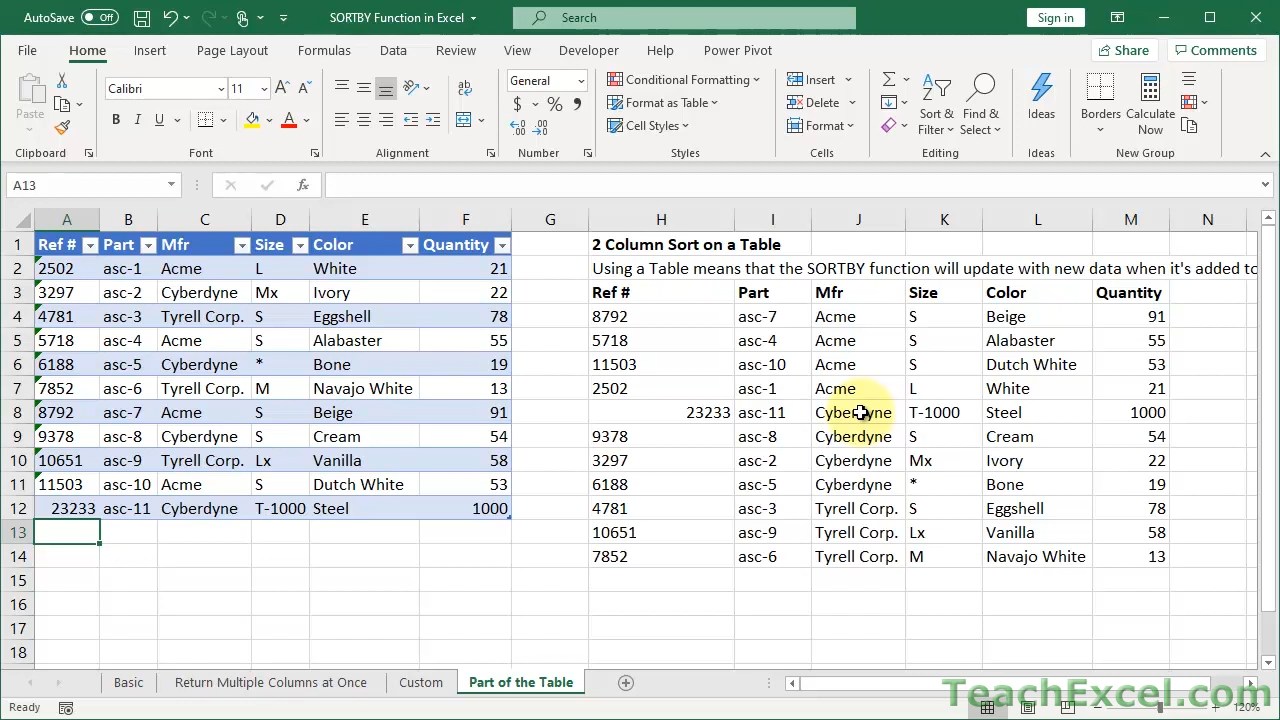 AutoSave Off SORTBY Function in Excel Search Sign in
File Home Insert Page Layout Formulas Data Review View Developer Help Power Pivot Share Comments
Paste
Calibri 11
B I U
General
$ % 9
Conditional Formatting
Format as Table
Cell Styles
Insert
Delete
Format
Sort & Filter
Find & Select
Ideas
Borders
Calculate Now
Clipboard Font Alignment Number Styles Cells Editing Ideas New Group
A13 fx
A B C D E F G H I J K L M N
1 Ref # Part Mfr Size Color Quantity 2 Column Sort on a Table
2 2502 asc-1 Acme L White 21 Using a Table means that the SORTBY function will update with new data when it's added to
3 3297 asc-2 Cyberdyne Mx Ivory 22 Ref # Part Mfr Size Color Quantity
4 4781 asc-3 Tyrell Corp. S Eggshell 78 8792 asc-7 Acme S Beige 91
5 5718 asc-4 Acme S Alabaster 55 5718 asc-4 Acme S Alabaster 55
6 6188 asc-5 Cyberdyne * Bone 19 11503 asc-10 Acme S Dutch White 53
7 7852 asc-6 Tyrell Corp. M Navajo White 13 2502 asc-1 Acme L White 21
8 8792 asc-7 Acme S Beige 91 23233 asc-11 Cyberdyne T-1000 Steel 1000
9 9378 asc-8 Cyberdyne S Cream 54 9378 asc-8 Cyberdyne S Cream 54
10 10651 asc-9 Tyrell Corp. Lx Vanilla 58 3297 asc-2 Cyberdyne Mx Ivory 22
11 11503 asc-10 Acme S Dutch White 53 6188 asc-5 Cyberdyne * Bone 19
12 23233 asc-11 Cyberdyne T-1000 Steel 1000 4781 asc-3 Tyrell Corp. S Eggshell 78
13 10651 asc-9 Tyrell Corp. Lx Vanilla 58
14 7852 asc-6 Tyrell Corp. M Navajo White 13
15
16
17
18
Basic Return Multiple Columns at Once Custom Part of the Table
Ready 120%
TeachExcel.com